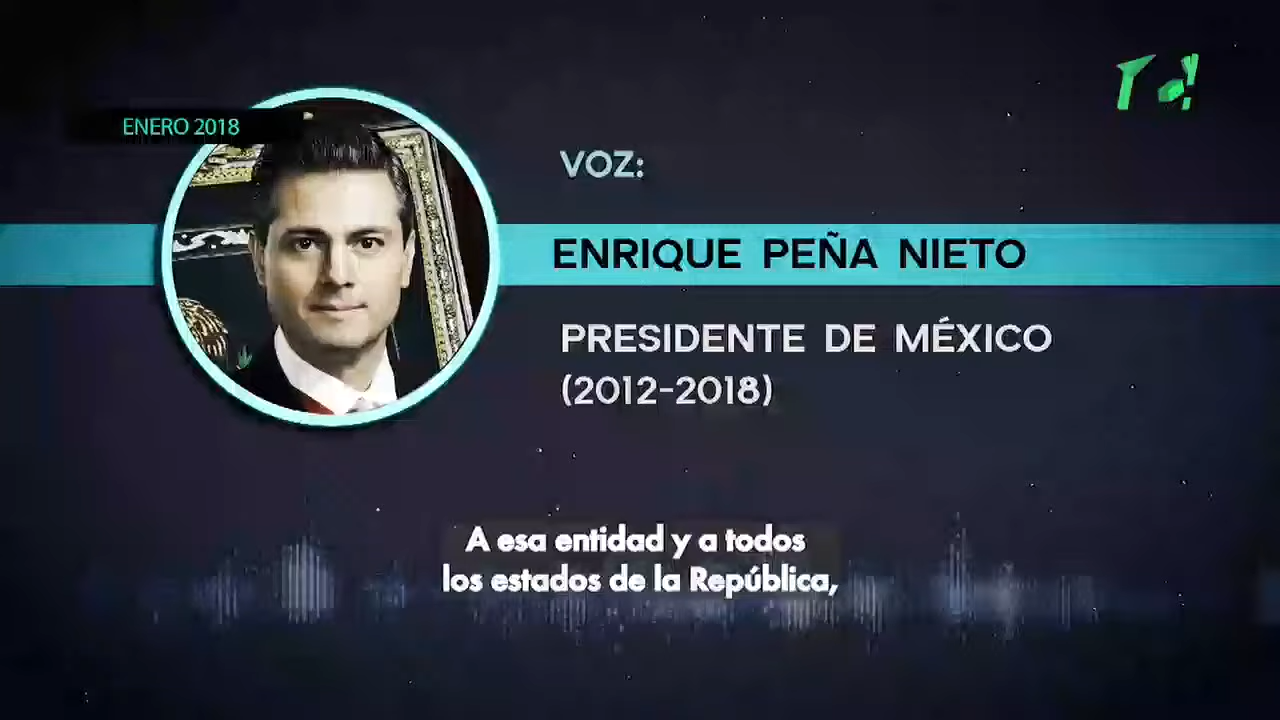 ENERO 2018
VOZ:
ENRIQUE PEÑA NIETO
PRESIDENTE DE MÉXICO
(2012-2018)
A esa entidad y a todos
los estados de la República,